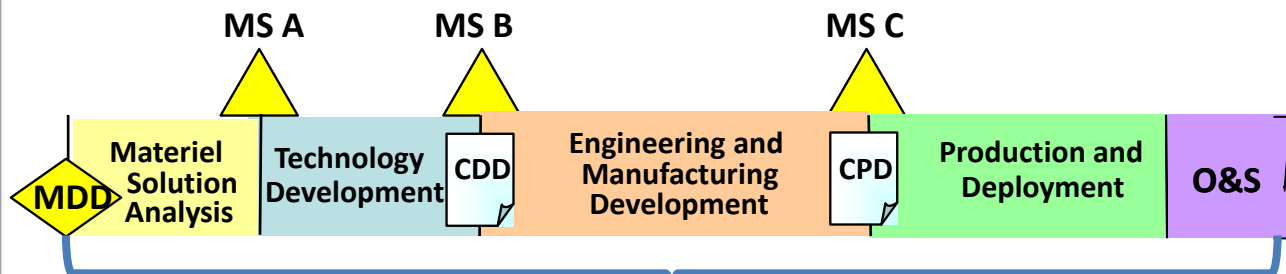 MS A
MS B
MS C
MDD
Materiel
Solution
Analysis
Technology
Development
CDD
Engineering and
Manufacturing
Development
CPD
Production and
Deployment
O&S